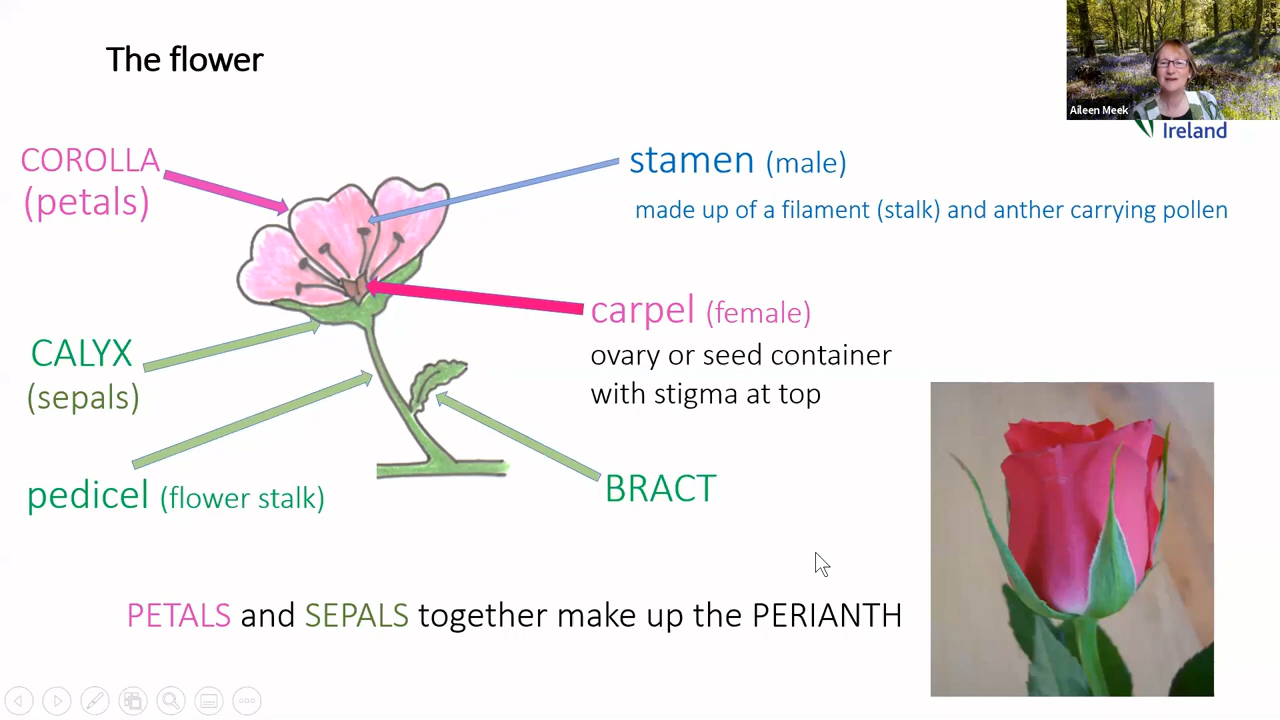 The flower
Aileen Meek
Ireland
COROLLA
(petals)
stamen (male)
made up of a filament (stalk) and anther carrying pollen
carpel (female)
ovary or seed container
with stigma at top
CALYX
(sepals)
pedicel (flower stalk)
BRACT
PETALS and SEPALS together make up the PERIANTH